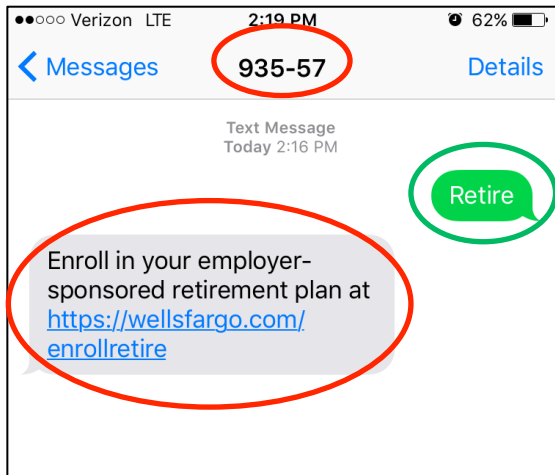 ●●○○○ Verizon LTE 2:19 PM 62%
Messages 935-57 Details
Text Message
Today 2:16 PM
Retire
Enroll in your employer-
sponsored retirement plan at
https://wellsfargo.com/
enrollretire